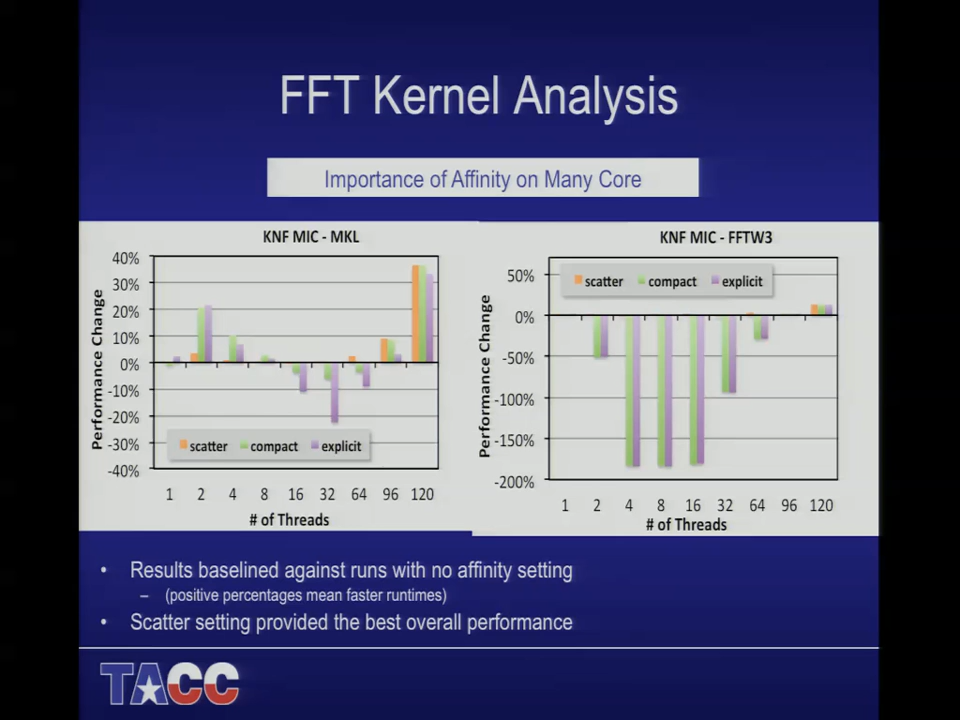 FFT Kernel Analysis
Importance of Affinity on Many Core
KNF MIC - MKL
40%
30%
20%
10%
0%
-10%
-20%
-30%
-40%
Performance Change
scatter compact explicit
1 2 4 8 16 32 64 96 120
# of Threads
KNF MIC - FFTW3
50%
0%
-50%
-100%
-150%
-200%
Performance Change
scatter compact explicit
1 2 4 8 16 32 64 96 120
# of Threads
• Results baselined against runs with no affinity setting
– (positive percentages mean faster runtimes)
• Scatter setting provided the best overall performance
TACC